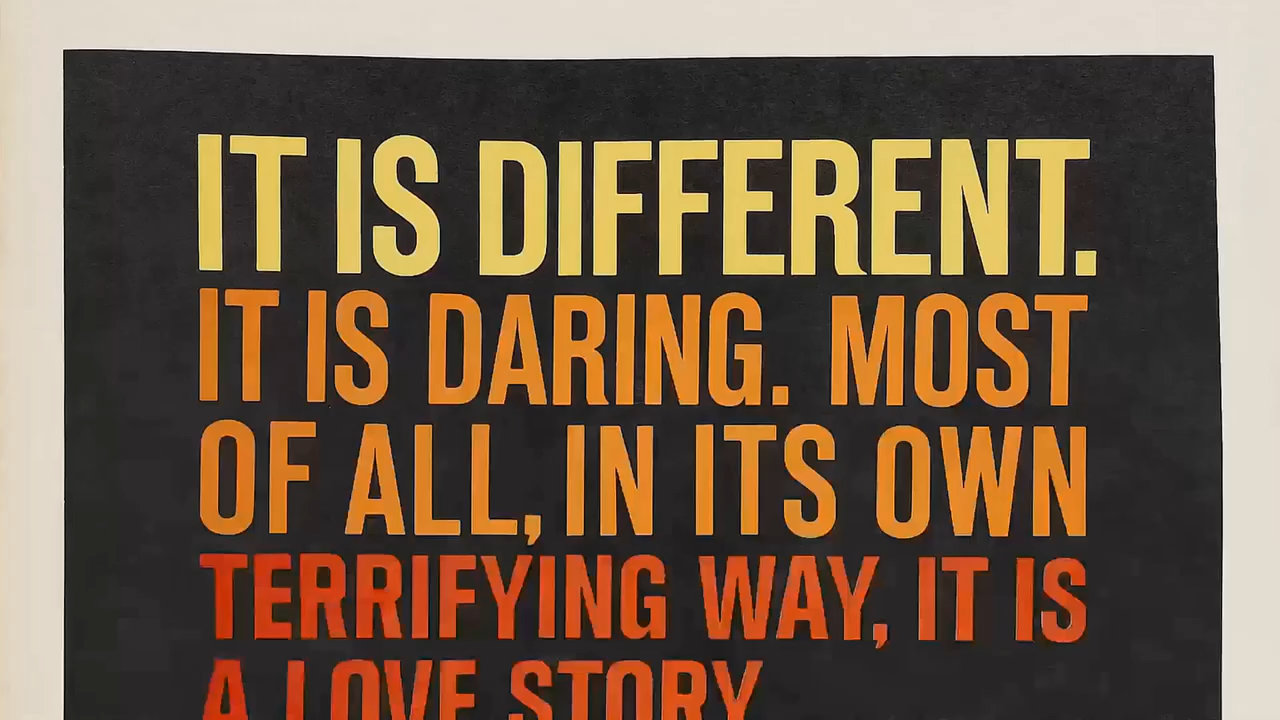 IT IS DIFFERENT.
IT IS DARING. MOST
OF ALL, IN ITS OWN
TERRIFYING WAY, IT IS
A LOVE STORY.